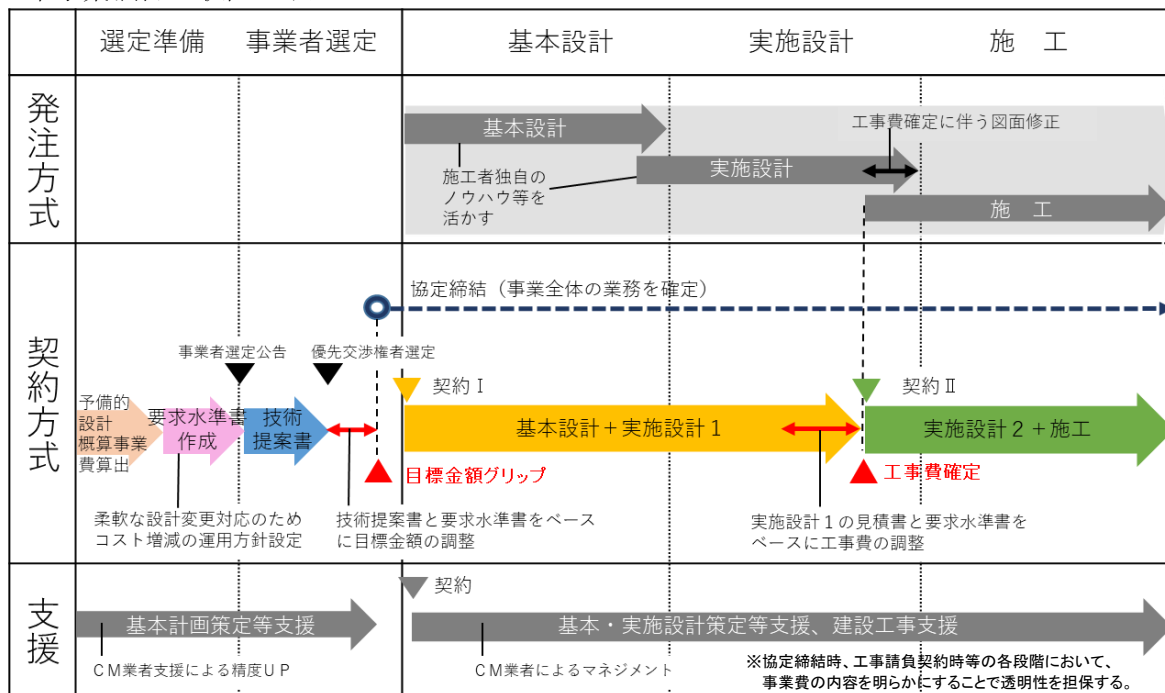 選定準備
事業者選定
基本設計
実施設計
施　工
発注方式
基本設計
工事費確定に伴う図面修正
施工者独自の
ノウハウ等を
活かす
実施設計
施　工
契約方式
協定締結（事業全体の業務を確定）
事業者選定公告
優先交渉権者選定
契約Ⅰ
契約Ⅱ
予備的
設計
概算事業
費算出
要求水準書
作成
技術
提案書
基本設計＋実施設計１
実施設計２＋施工
目標金額グリップ
工事費確定
柔軟な設計変更対応のため
コスト増減の運用方針設定
技術提案書と要求水準書をベース
に目標金額の調整
実施設計１の見積書と要求水準書を
ベースに工事費の調整
支援
契約
基本計画策定等支援
基本・実施設計策定等支援、建設工事支援
ＣＭ業者支援による精度ＵＰ
ＣＭ業者によるマネジメント
※協定締結時、工事請負契約時等の各段階において、
事業費の内容を明らかにすることで透明性を担保する。